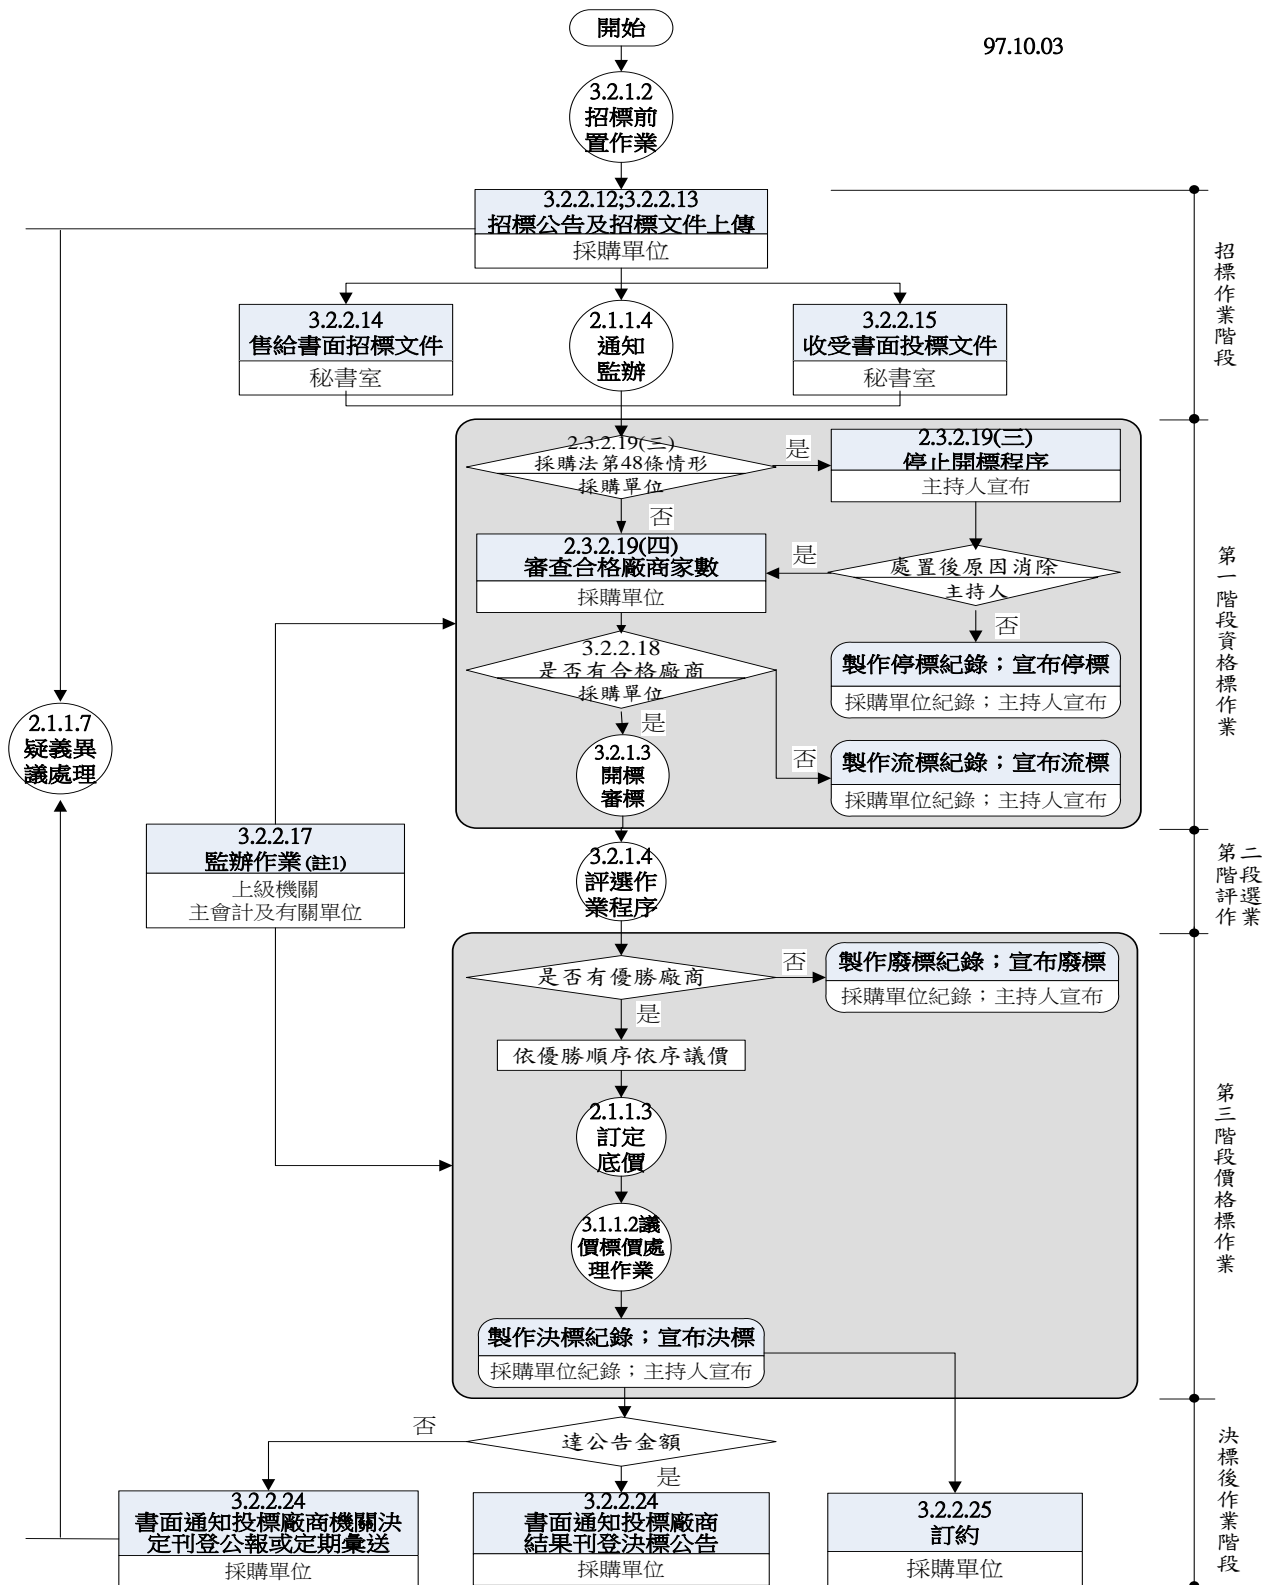 開始
97.10.03
3.2.1.2
招標前
置作業
3.2.2.12;3.2.2.13
招標公告及招標文件上傳
採購單位
招標作業階段
3.2.2.14
售給書面招標文件
秘書室
2.1.1.4
通知
監辦
3.2.2.15
收受書面投標文件
秘書室
2.3.2.19(三)
採購法第48條情形
採購單位
是
否
2.3.2.19(三)
停止開標程序
主持人宣布
2.3.2.19(四)
審查合格廠商家數
採購單位
是
處置後原因消除
主持人
否
第一階段資格標作業
3.2.2.18
是否有合格廠商
採購單位
是
否
製作停標紀錄；宣布停標
採購單位紀錄；主持人宣布
2.1.1.7
疑義異
議處理
3.2.1.3
開標
審標
製作流標紀錄；宣布流標
採購單位紀錄；主持人宣布
3.2.2.17
監辦作業(註1)
上級機關
主會計及有關單位
3.2.1.4
評選作
業程序
第二
階段
評選
作業
是否有優勝廠商
否
是
製作廢標紀錄；宣布廢標
採購單位紀錄；主持人宣布
依優勝順序依序議價
2.1.1.3
訂定
底價
第三階段價格標作業
3.1.1.2議
價標價處
理作業
製作決標紀錄；宣布決標
採購單位紀錄；主持人宣布
達公告金額
否
是
決標後作業階段
3.2.2.24
書面通知投標廠商機關決
定刊登公報或定期彙送
採購單位
3.2.2.24
書面通知投標廠商
結果刊登決標公告
採購單位
3.2.2.25
訂約
採購單位